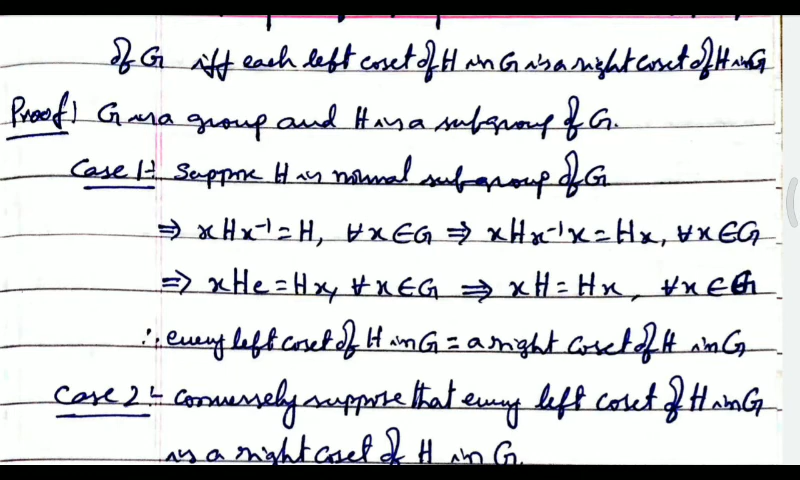 of G iff each left coset of H in G is a right coset of H in G
Proof! G is a group and H is a subgroup of G.
Case 1:- Suppose H is normal subgroup of G
⇒ xHx⁻¹ = H, ∀x∈G ⇒ xHx⁻¹x = Hx, ∀x∈G
⇒ xHe = Hx, ∀x∈G ⇒ xH = Hx, ∀x∈G
∴ every left coset of H in G = a right coset of H in G
Case 2:- conversely suppose that every left coset of H in G
is a right coset of H in G.